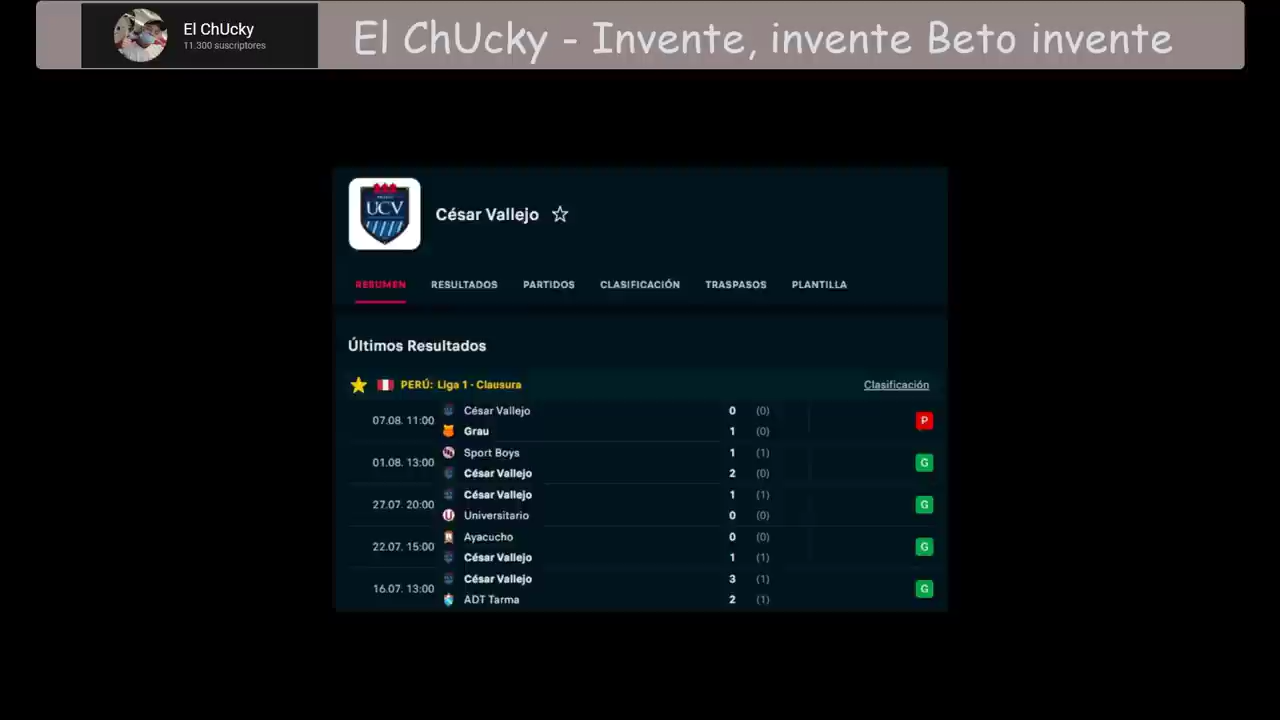 El ChUcky
11.300 suscriptores
El ChUcky - Invente, invente Beto invente
UCV
César Vallejo
RESUMEN RESULTADOS PARTIDOS CLASIFICACIÓN TRASPASOS PLANTILLA
Últimos Resultados
PERÚ: Liga 1 - Clausura Clasificación
07.08. 11:00 César Vallejo 0 (0) P
Grau 1 (0)
01.08. 13:00 Sport Boys 1 (1) G
César Vallejo 2 (0)
27.07. 20:00 César Vallejo 1 (1) G
Universitario 0 (0)
22.07. 15:00 Ayacucho 0 (0) G
César Vallejo 1 (1)
16.07. 13:00 César Vallejo 3 (1) G
ADT Tarma 2 (1)